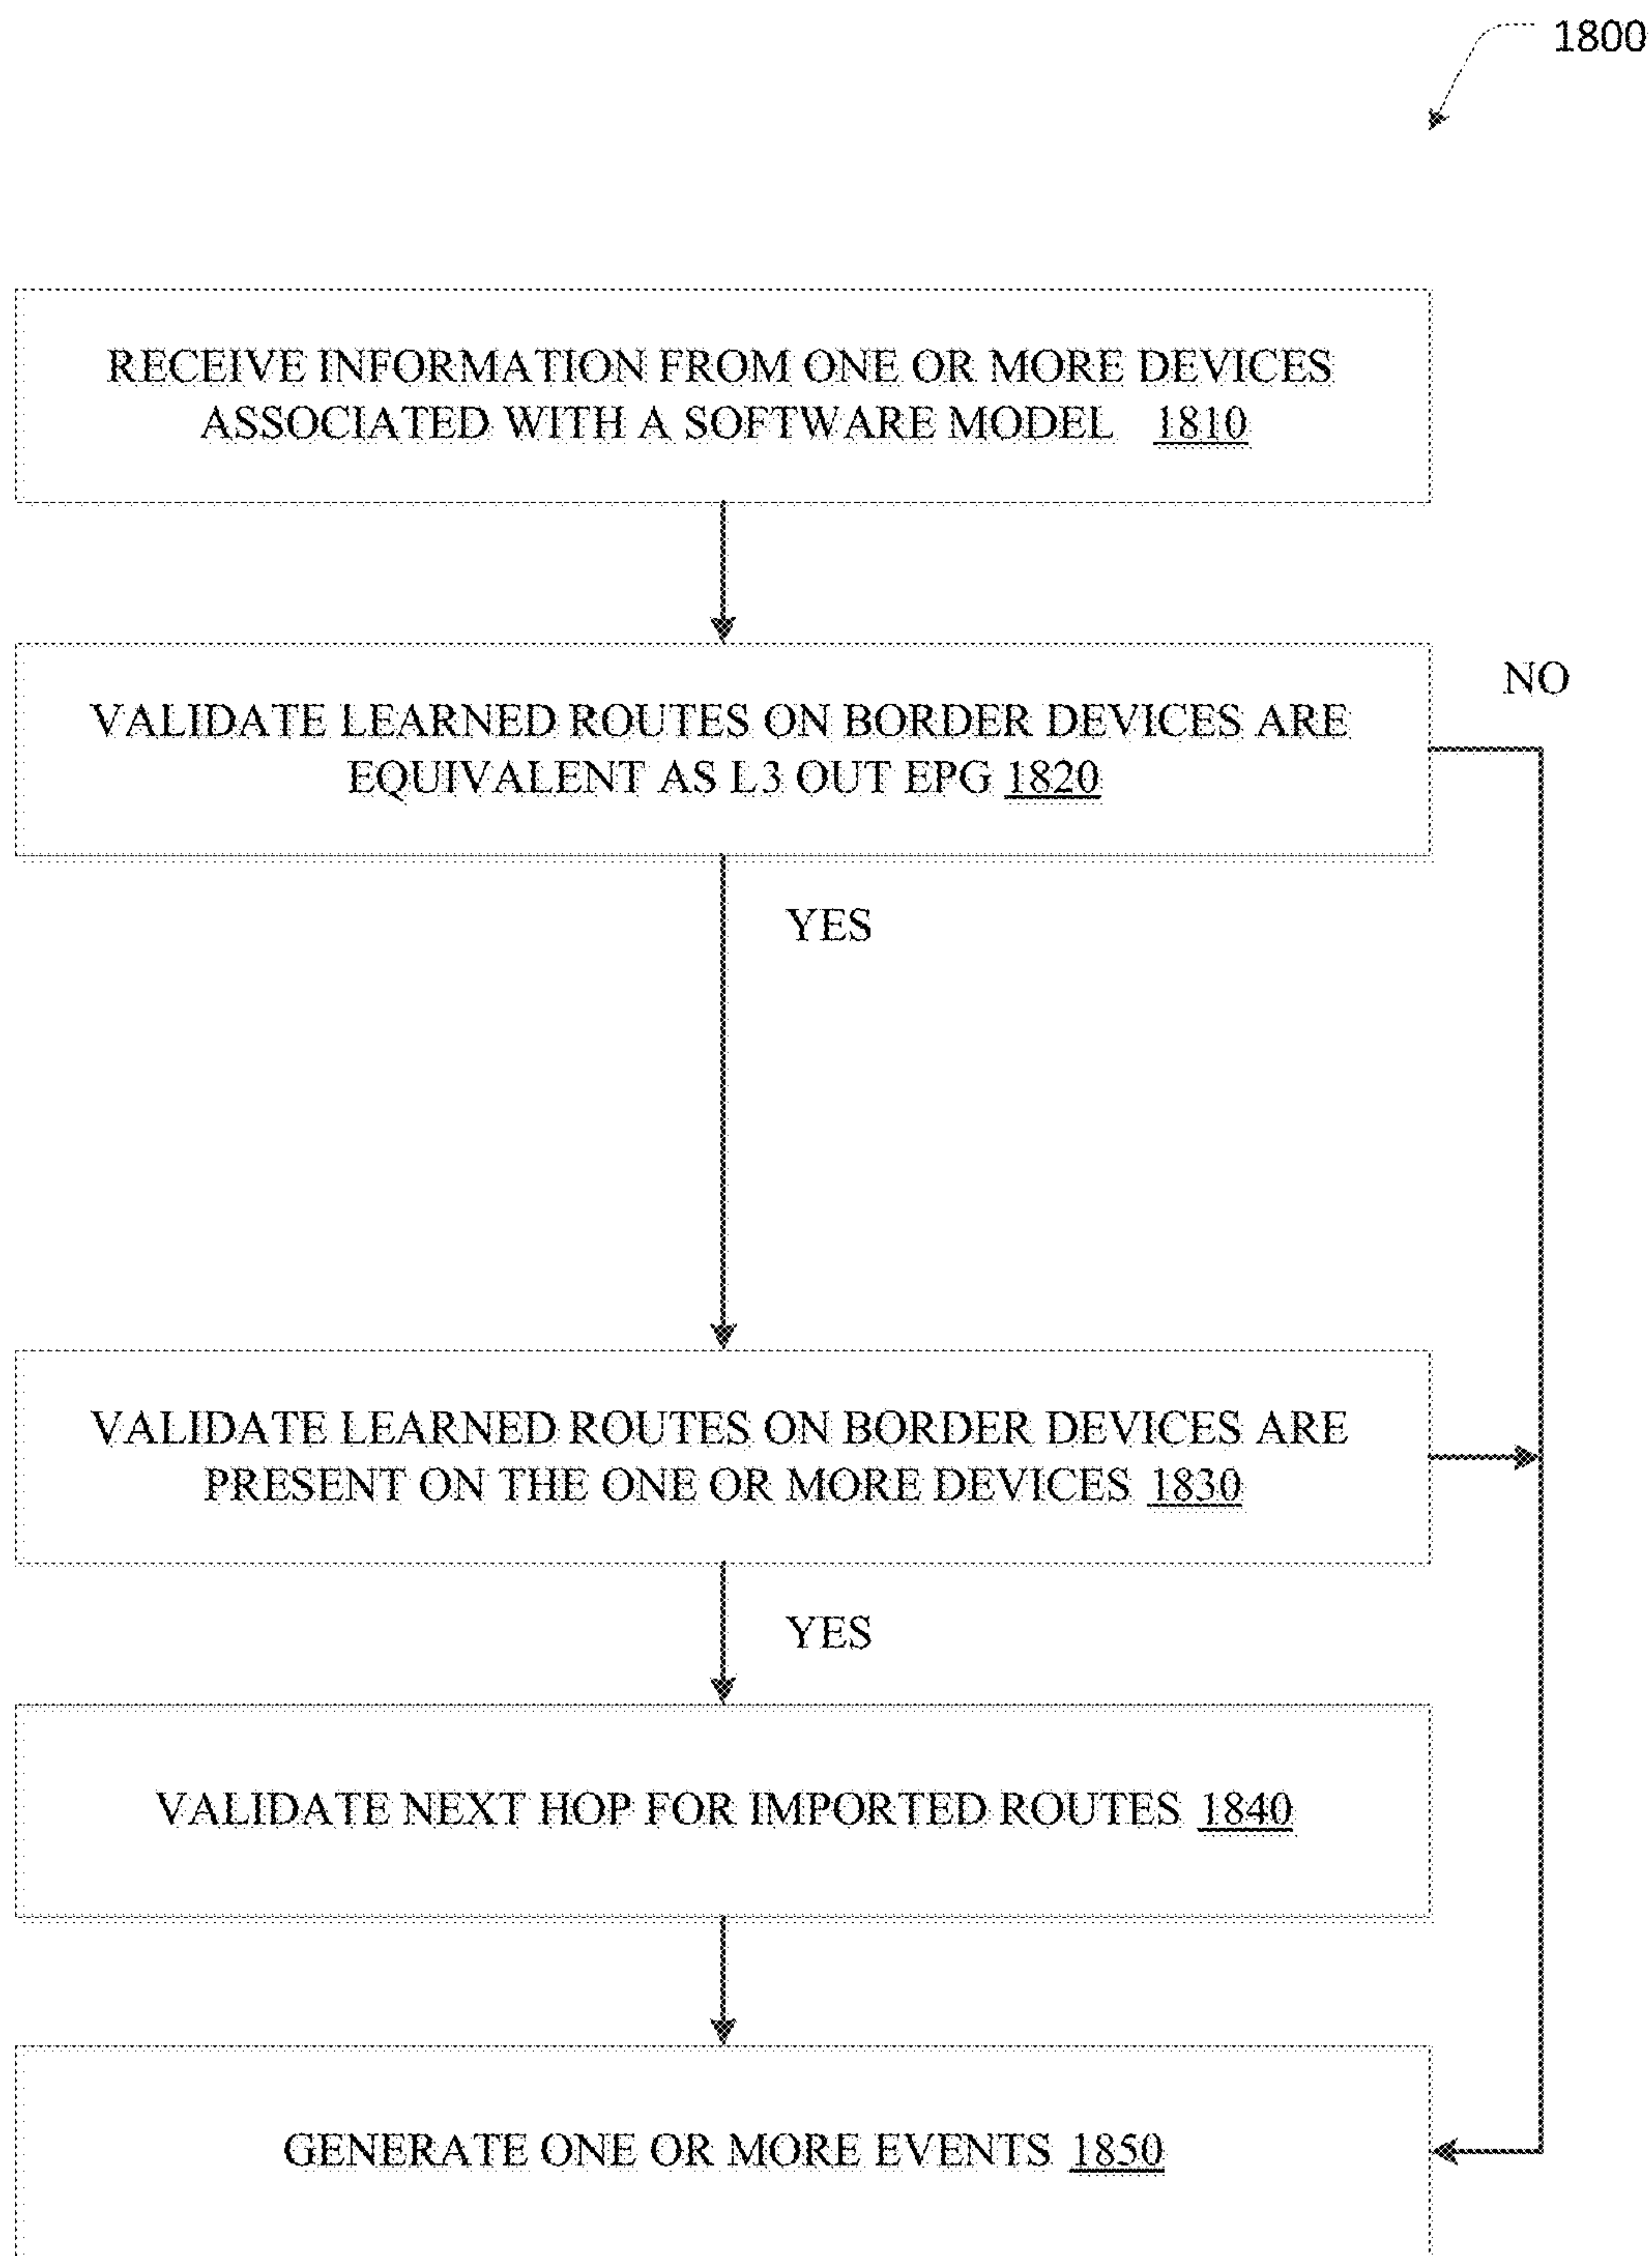 1800
RECEIVE INFORMATION FROM ONE OR MORE DEVICES
ASSOCIATED WITH A SOFTWARE MODEL 1810
VALIDATE LEARNED ROUTES ON BORDER DEVICES ARE
EQUIVALENT AS L3 OUT EPG 1820
NO
YES
VALIDATE LEARNED ROUTES ON BORDER DEVICES ARE
PRESENT ON THE ONE OR MORE DEVICES 1830
YES
VALIDATE NEXT HOP FOR IMPORTED ROUTES 1840
GENERATE ONE OR MORE EVENTS 1850